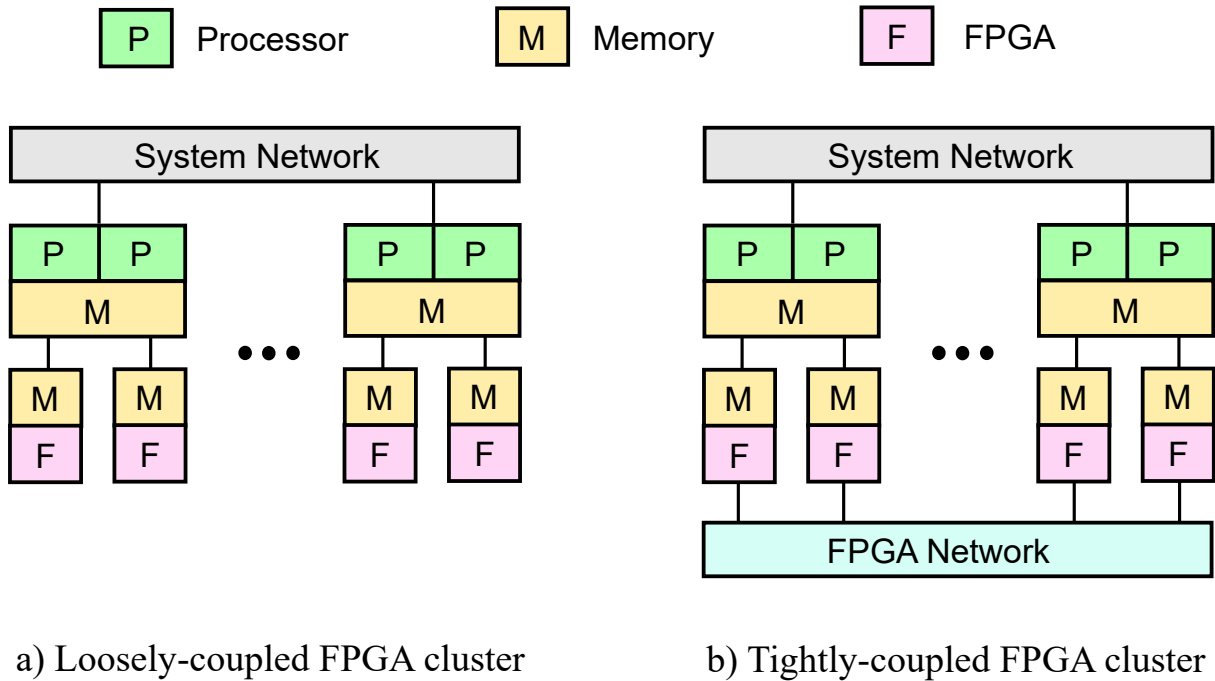 P Processor M Memory F FPGA
System Network System Network
P P P P P P P P
M M M M
M M M M M M M M
F F F F F F F F
FPGA Network
a) Loosely-coupled FPGA cluster b) Tightly-coupled FPGA cluster